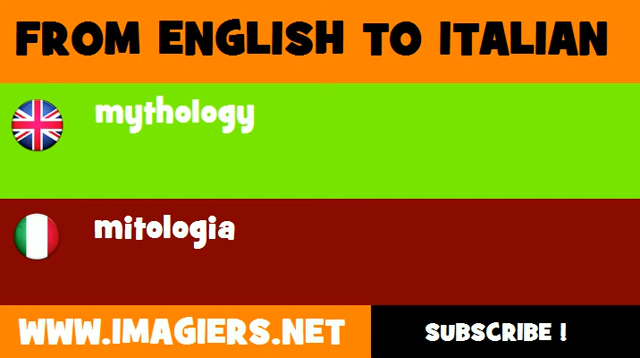 FROM ENGLISH TO ITALIAN
mythology
mitologia
WWW.IMAGIERS.NET
SUBSCRIBE !